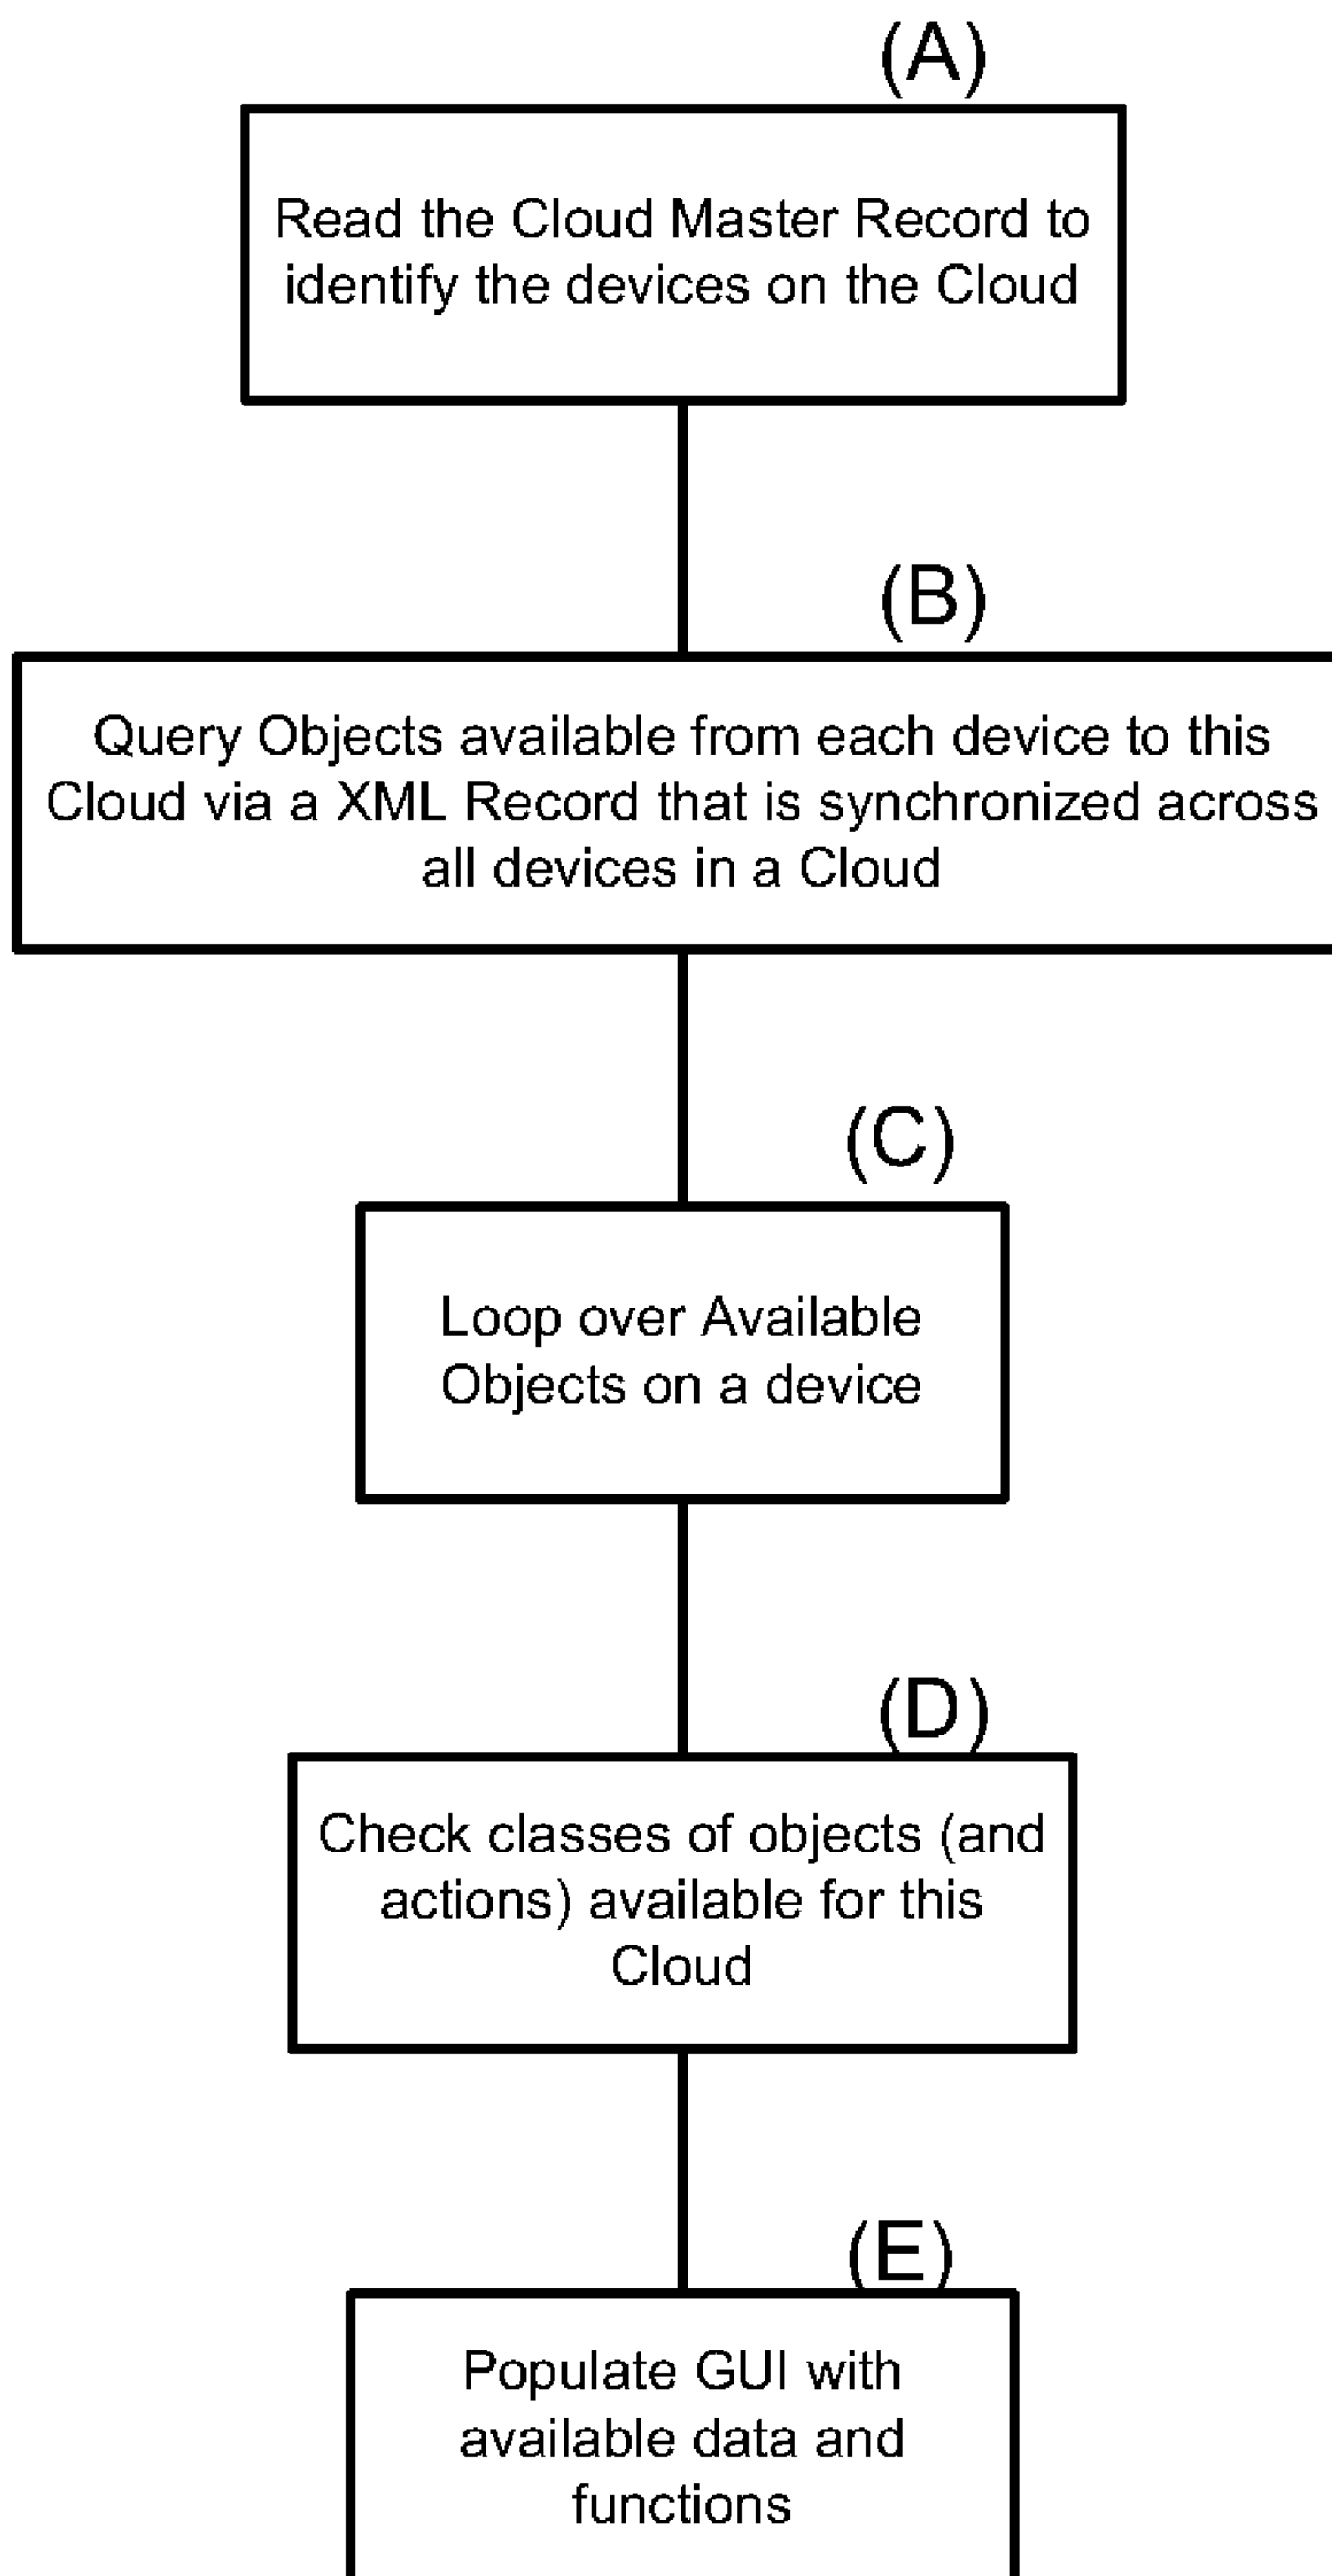 (A)
Read the Cloud Master Record to
identify the devices on the Cloud
(B)
Query Objects available from each device to this
Cloud via a XML Record that is synchronized across
all devices in a Cloud
(C)
Loop over Available
Objects on a device
(D)
Check classes of objects (and
actions) available for this
Cloud
(E)
Populate GUI with
available data and
functions